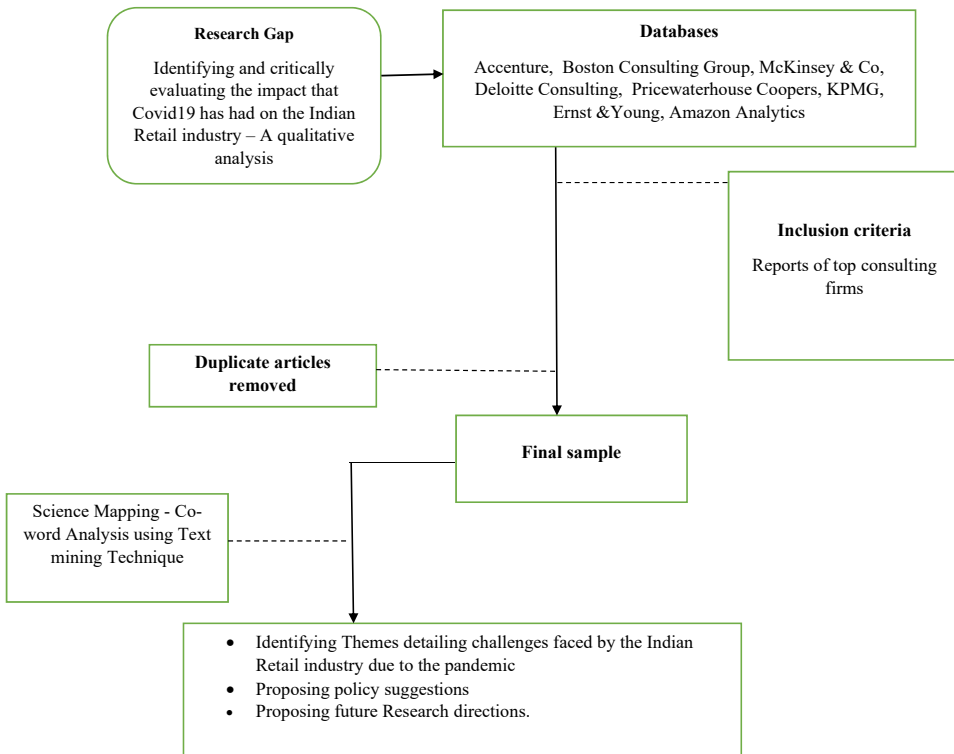 Research Gap
Identifying and critically
evaluating the impact that
Covid19 has had on the Indian
Retail industry – A qualitative
analysis
Databases
Accenture, Boston Consulting Group, McKinsey & Co,
Deloitte Consulting, Pricewaterhouse Coopers, KPMG,
Ernst &Young, Amazon Analytics
Inclusion criteria
Reports of top consulting
firms
Duplicate articles
removed
Final sample
Science Mapping - Co-
word Analysis using Text
mining Technique
• Identifying Themes detailing challenges faced by the Indian
Retail industry due to the pandemic
• Proposing policy suggestions
• Proposing future Research directions.